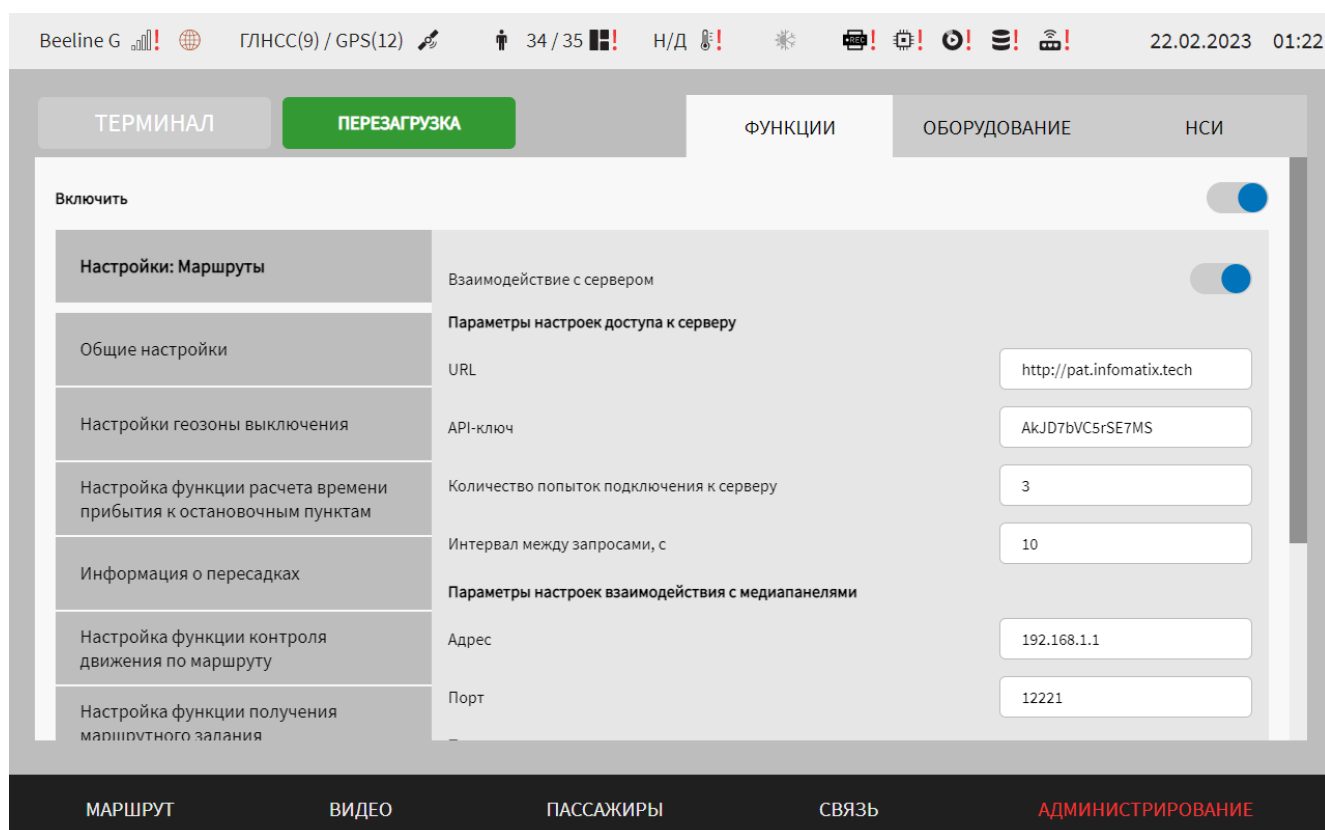 Beeline G ! ГЛНСС(9) / GPS(12) 34 / 35 ! Н/Д ! REC ! ! ! ! ! 22.02.2023 01:22
ТЕРМИНАЛ ПЕРЕЗАГРУЗКА ФУНКЦИИ ОБОРУДОВАНИЕ НСИ
Включить
Настройки: Маршруты
Общие настройки
Настройки геозоны выключения
Настройка функции расчета времени
прибытия к остановочным пунктам
Информация о пересадках
Настройка функции контроля
движения по маршруту
Настройка функции получения
маршрутного задания
Взаимодействие с сервером
Параметры настроек доступа к серверу
URL http://pat.infomatix.tech
API-ключ AkJD7bVC5rSE7MS
Количество попыток подключения к серверу 3
Интервал между запросами, с 10
Параметры настроек взаимодействия с медиапанелями
Адрес 192.168.1.1
Порт 12221
МАРШРУТ ВИДЕО ПАССАЖИРЫ СВЯЗЬ АДМИНИСТРИРОВАНИЕ